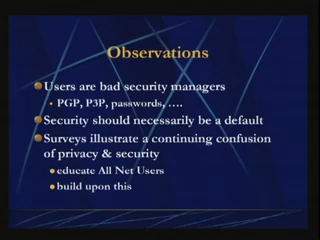 Observations
Users are bad security managers
PGP, P3P, passwords, ….
Security should necessarily be a default
Surveys illustrate a continuing confusion
of privacy & security
educate All Net Users
build upon this